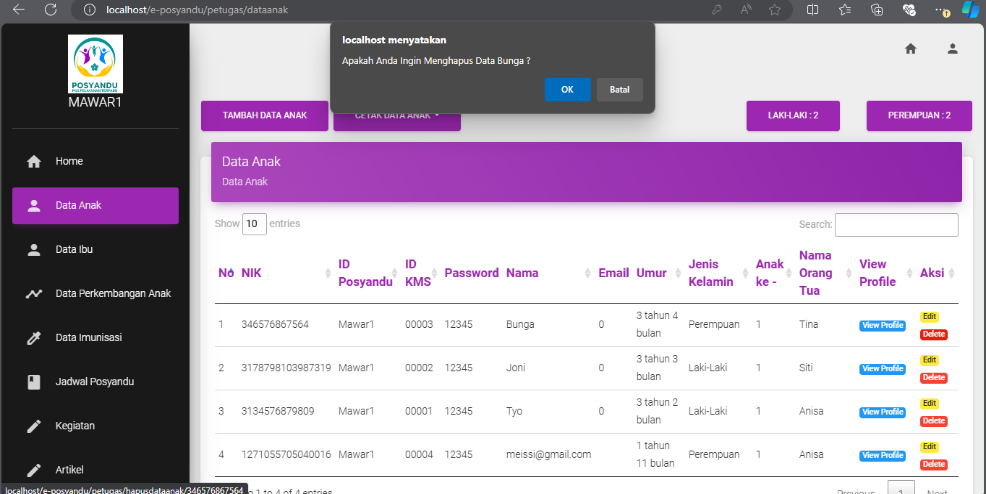 localhost/e-posyandu/petugas/dataanak
localhost menyatakan
Apakah Anda Ingin Menghapus Data Bunga ?
OK Batal
POSYANDU
MAWAR1
Home
Data Anak
Data Ibu
Data Perkembangan Anak
Data Imunisasi
Jadwal Posyandu
Kegiatan
Artikel
TAMBAH DATA ANAK CETAK DATA ANAK LAKI-LAKI : 2 PEREMPUAN : 2
Data Anak
Data Anak
Show 10 entries Search:
No NIK ID Posyandu ID KMS Password Nama Email Umur Jenis Kelamin Anak ke - Nama Orang Tua View Profile Aksi
1 346576867564 Mawar1 00003 12345 Bunga 0 3 tahun 4 bulan Perempuan 1 Tina View Profile Edit Delete
2 3178798103987319 Mawar1 00002 12345 Joni 0 3 tahun 3 bulan Laki-Laki 1 Siti View Profile Edit Delete
3 3134576879809 Mawar1 00001 12345 Tyo 0 3 tahun 2 bulan Laki-Laki 1 Anisa View Profile Edit Delete
4 1271055705040016 Mawar1 00004 12345 meissi@gmail.com 1 tahun 11 bulan Perempuan 1 Anisa View Profile Edit Delete
localhost/e-posyandu/petugas/hapusdataanak/346576867564
1 to 4 of 4 entries Previous 1 Next